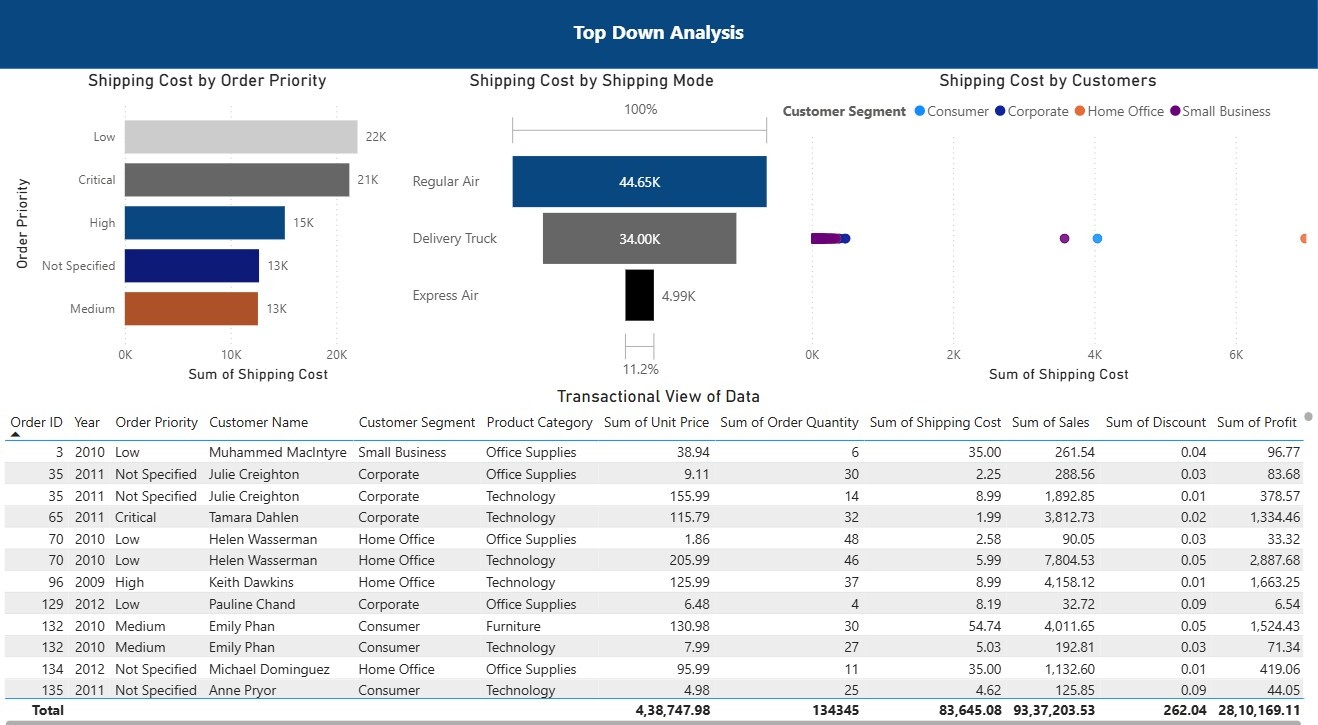 Top Down Analysis
Shipping Cost by Order Priority
Order Priority
Low 22K
Critical 21K
High 15K
Not Specified 13K
Medium 13K
0K 10K 20K
Sum of Shipping Cost
Shipping Cost by Shipping Mode
100%
Regular Air 44.65K
Delivery Truck 34.00K
Express Air 4.99K
11.2%
Shipping Cost by Customers
Customer Segment Consumer Corporate Home Office Small Business
0K 2K 4K 6K
Sum of Shipping Cost
Transactional View of Data
Order ID Year Order Priority Customer Name Customer Segment Product Category Sum of Unit Price Sum of Order Quantity Sum of Shipping Cost Sum of Sales Sum of Discount Sum of Profit
3 2010 Low Muhammed MacIntyre Small Business Office Supplies 38.94 6 35.00 261.54 0.04 96.77
35 2011 Not Specified Julie Creighton Corporate Office Supplies 9.11 30 2.25 288.56 0.03 83.68
35 2011 Not Specified Julie Creighton Corporate Technology 155.99 14 8.99 1,892.85 0.01 378.57
65 2011 Critical Tamara Dahlen Corporate Technology 115.79 32 1.99 3,812.73 0.02 1,334.46
70 2010 Low Helen Wasserman Home Office Office Supplies 1.86 48 2.58 90.05 0.03 33.32
70 2010 Low Helen Wasserman Home Office Technology 205.99 46 5.99 7,804.53 0.05 2,887.68
96 2009 High Keith Dawkins Home Office Technology 125.99 37 8.99 4,158.12 0.01 1,663.25
129 2012 Low Pauline Chand Corporate Office Supplies 6.48 4 8.19 32.72 0.09 6.54
132 2010 Medium Emily Phan Consumer Furniture 130.98 30 54.74 4,011.65 0.05 1,524.43
132 2010 Medium Emily Phan Consumer Technology 7.99 27 5.03 192.81 0.03 71.34
134 2012 Not Specified Michael Dominguez Home Office Office Supplies 95.99 11 35.00 1,132.60 0.01 419.06
135 2011 Not Specified Anne Pryor Consumer Technology 4.98 25 4.62 125.85 0.09 44.05
Total 4,38,747.98 134345 83,645.08 93,37,203.53 262.04 28,10,169.11